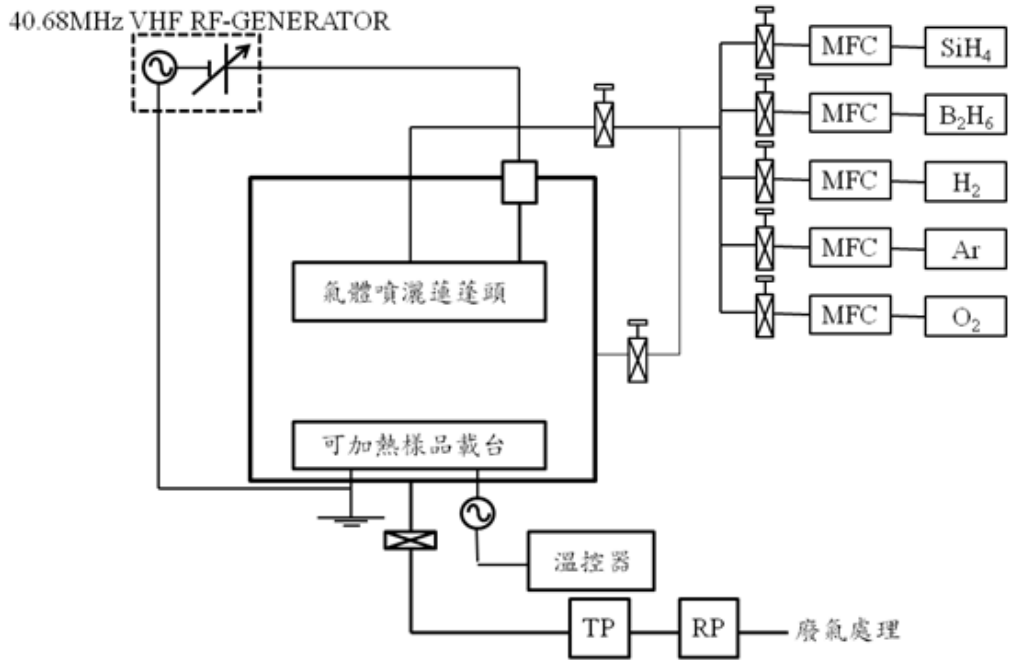 40.68MHz VHF RF-GENERATOR
MFC
SiH₄
MFC
B₂H₆
MFC
H₂
MFC
Ar
MFC
O₂
氣體噴灑蓮蓬頭
可加熱樣品載台
溫控器
TP
RP
廢氣處理